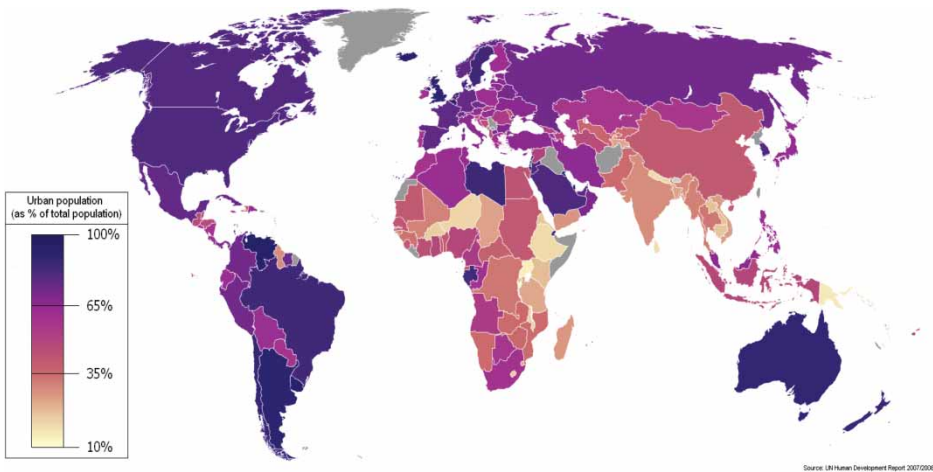 Urban population
(as % of total population)
100%
65%
35%
10%
Source: UN Human Development Report 2007/2008